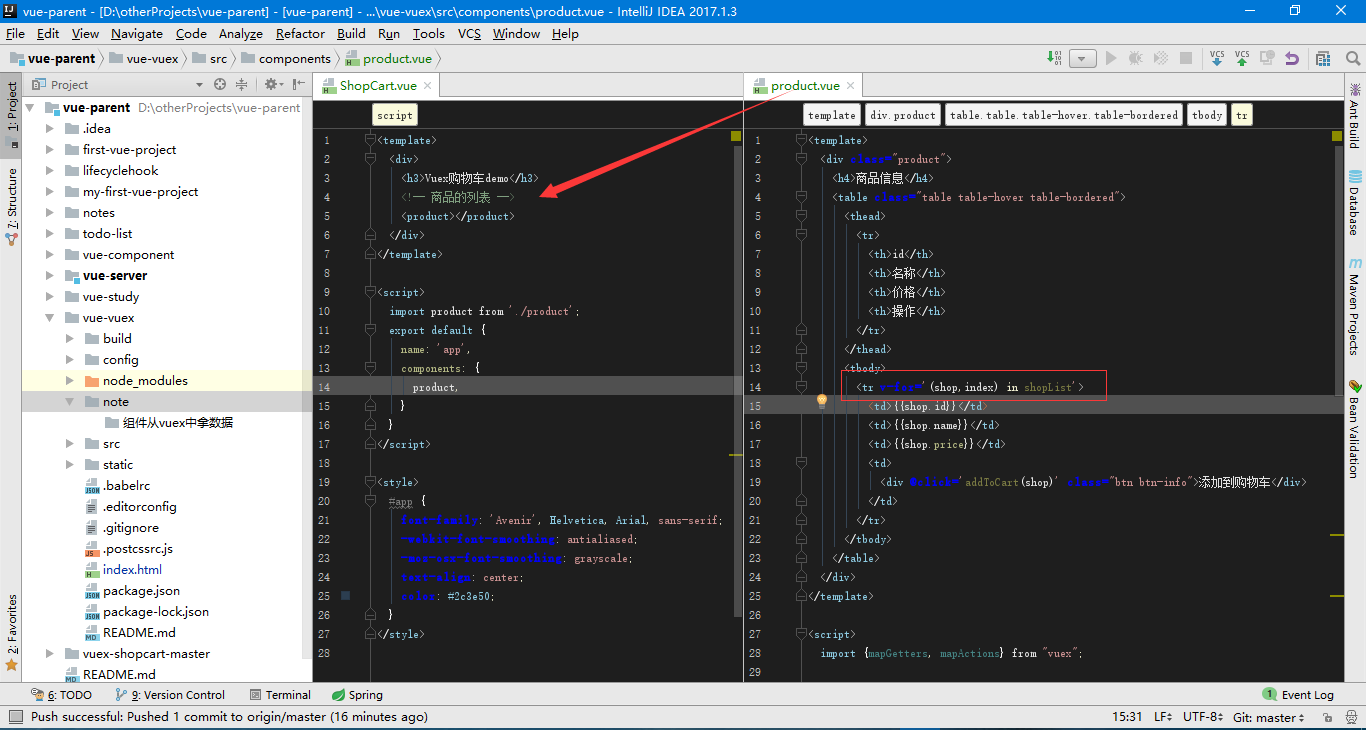 vue-parent - [D:\otherProjects\vue-parent] - [vue-parent] - ...\vue-vuex\src\components\product.vue - IntelliJ IDEA 2017.1.3
File Edit View Navigate Code Analyze Refactor Build Run Tools VCS Window Help
vue-parent vue-vuex src components product.vue
VCS VCS
1: Project
7: Structure
2: Favorites
Project
vue-parent D:\otherProjects\vue-parent
.idea
first-vue-project
lifecyclehook
my-first-vue-project
notes
todo-list
vue-component
vue-server
vue-study
vue-vuex
build
config
node_modules
note
组件从vuex中拿数据
src
static
.babelrc
.editorconfig
.gitignore
.postcssrc.js
index.html
package.json
package-lock.json
README.md
vuex-shopcart-master
README.md
ShopCart.vue
script
1 <template>
2 <div>
3 <h3>Vuex购物车demo</h3>
4 <!-- 商品的列表 -->
5 <product></product>
6 </div>
7 </template>
8
9 <script>
10 import product from './product';
11 export default {
12 name: 'app',
13 components: {
14 product,
15 }
16 }
17 </script>
18
19 <style>
20 #app {
21 font-family: 'Avenir', Helvetica, Arial, sans-serif;
22 -webkit-font-smoothing: antialiased;
23 -moz-osx-font-smoothing: grayscale;
24 text-align: center;
25 color: #2c3e50;
26 }
27 </style>
28
product.vue
template div.product table.table.table-hover.table-bordered tbody tr
1 <template>
2 <div class="product">
3 <h4>商品信息</h4>
4 <table class="table table-hover table-bordered">
5 <thead>
6 <tr>
7 <th>id</th>
8 <th>名称</th>
9 <th>价格</th>
10 <th>操作</th>
11 </tr>
12 </thead>
13 <tbody>
14 <tr v-for='(shop,index) in shopList'>
15 <td>{{shop.id}}</td>
16 <td>{{shop.name}}</td>
17 <td>{{shop.price}}</td>
18 <td>
19 <div @click='addToCart(shop)' class="btn btn-info">添加到购物车</div>
20 </td>
21 </tr>
22 </tbody>
23 </table>
24 </div>
25 </template>
26
27 <script>
28 import {mapGetters, mapActions} from "vuex";
29
Ant Build
Database
Maven Projects
Bean Validation
6: TODO 9: Version Control Terminal Spring 1 Event Log
Push successful: Pushed 1 commit to origin/master (16 minutes ago) 15:31 LF UTF-8 Git: master